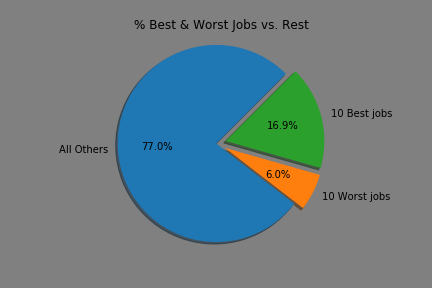 % Best & Worst Jobs vs. Rest
10 Best jobs
16.9%
77.0%
All Others
6.0%
10 Worst jobs